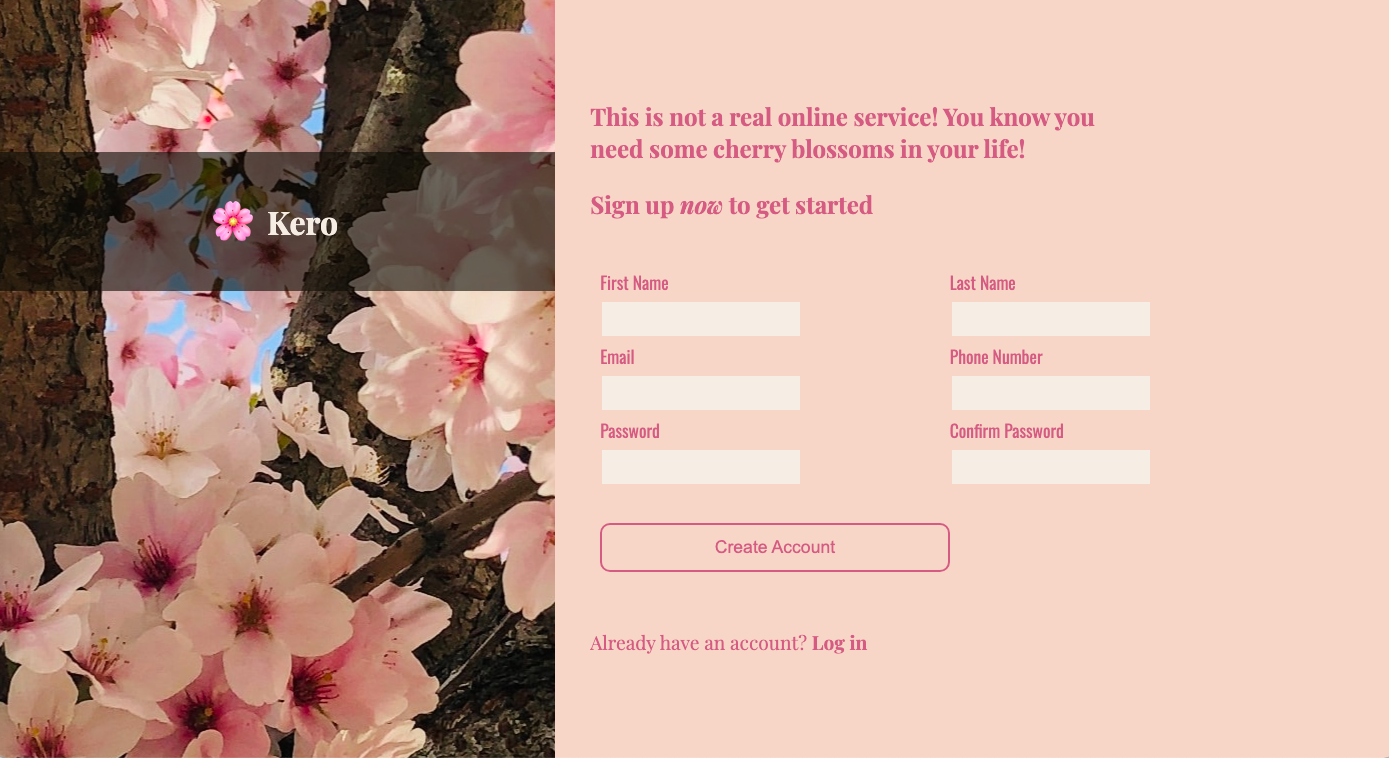 🌸 Kero
This is not a real online service! You know you
need some cherry blossoms in your life!
Sign up now to get started
First Name
Last Name
Email
Phone Number
Password
Confirm Password
Create Account
Already have an account? Log in